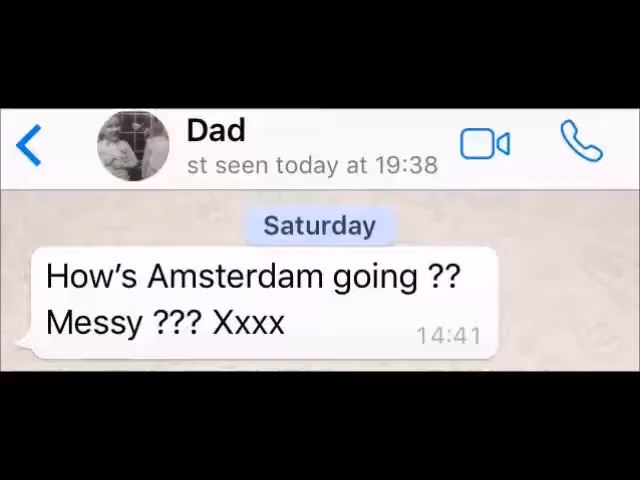 Dad
st seen today at 19:38
Saturday
How’s Amsterdam going ??
Messy ??? Xxxx
14:41